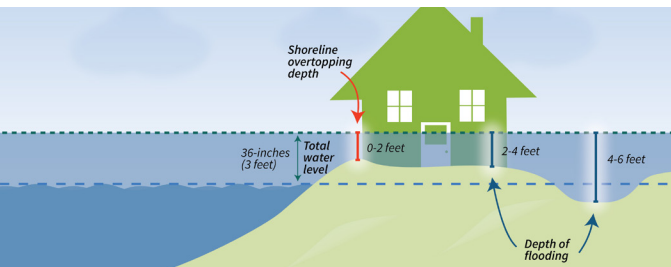 Shoreline
overtopping
depth
36-inches
(3 feet)
Total
water
level
0-2 feet
2-4 feet
4-6 feet
Depth of
flooding